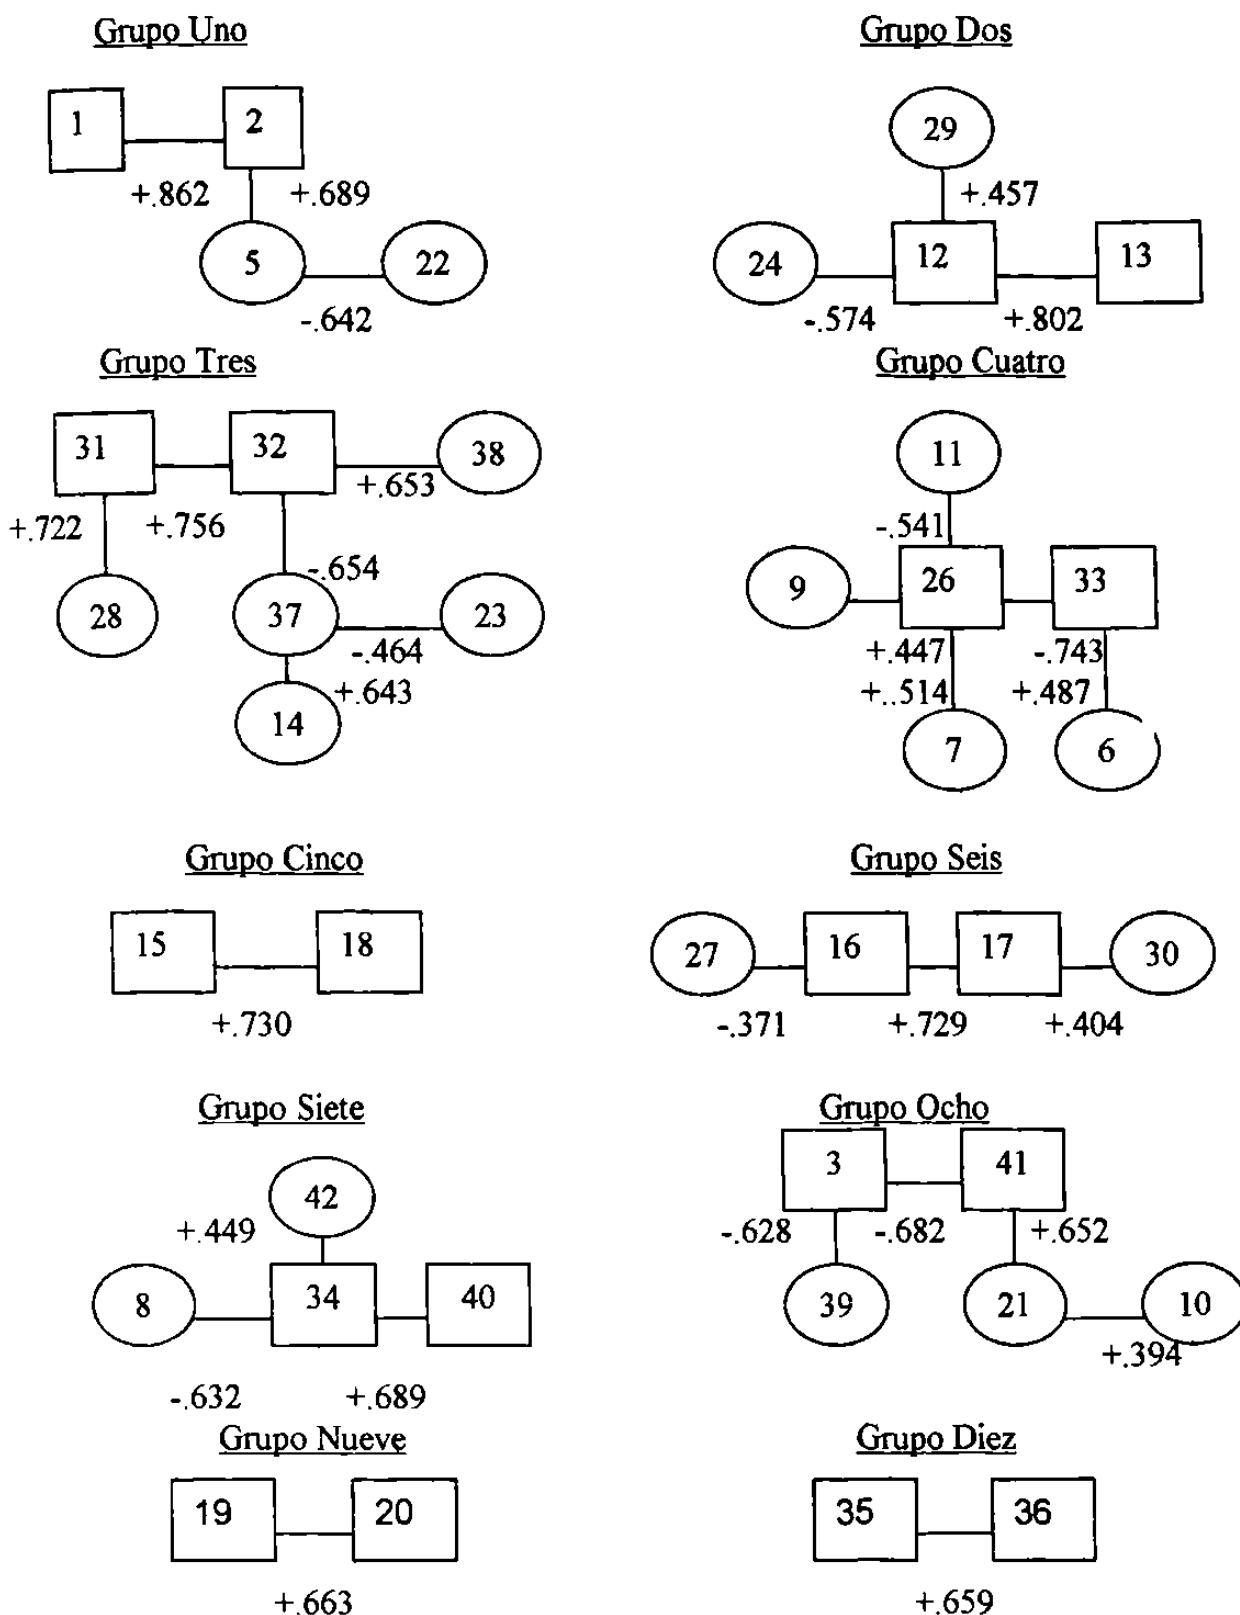 Grupo Uno
1 2
+.862 +.689
5 22
-.642
Grupo Dos
29
+.457
24 12 13
-.574 +.802
Grupo Tres
31 32 38
+.653
+.722 +.756
-.654
28 37 23
-.464
+.643
14
Grupo Cuatro
11
-.541
9 26 33
+.447 -.743
+..514 +.487
7 6
Grupo Cinco
15 18
+.730
Grupo Seis
27 16 17 30
-.371 +.729 +.404
Grupo Siete
42
+.449
8 34 40
-.632 +.689
Grupo Ocho
3 41
-.628 -.682 +.652
39 21 10
+.394
Grupo Nueve
19 20
+.663
Grupo Diez
35 36
+.659